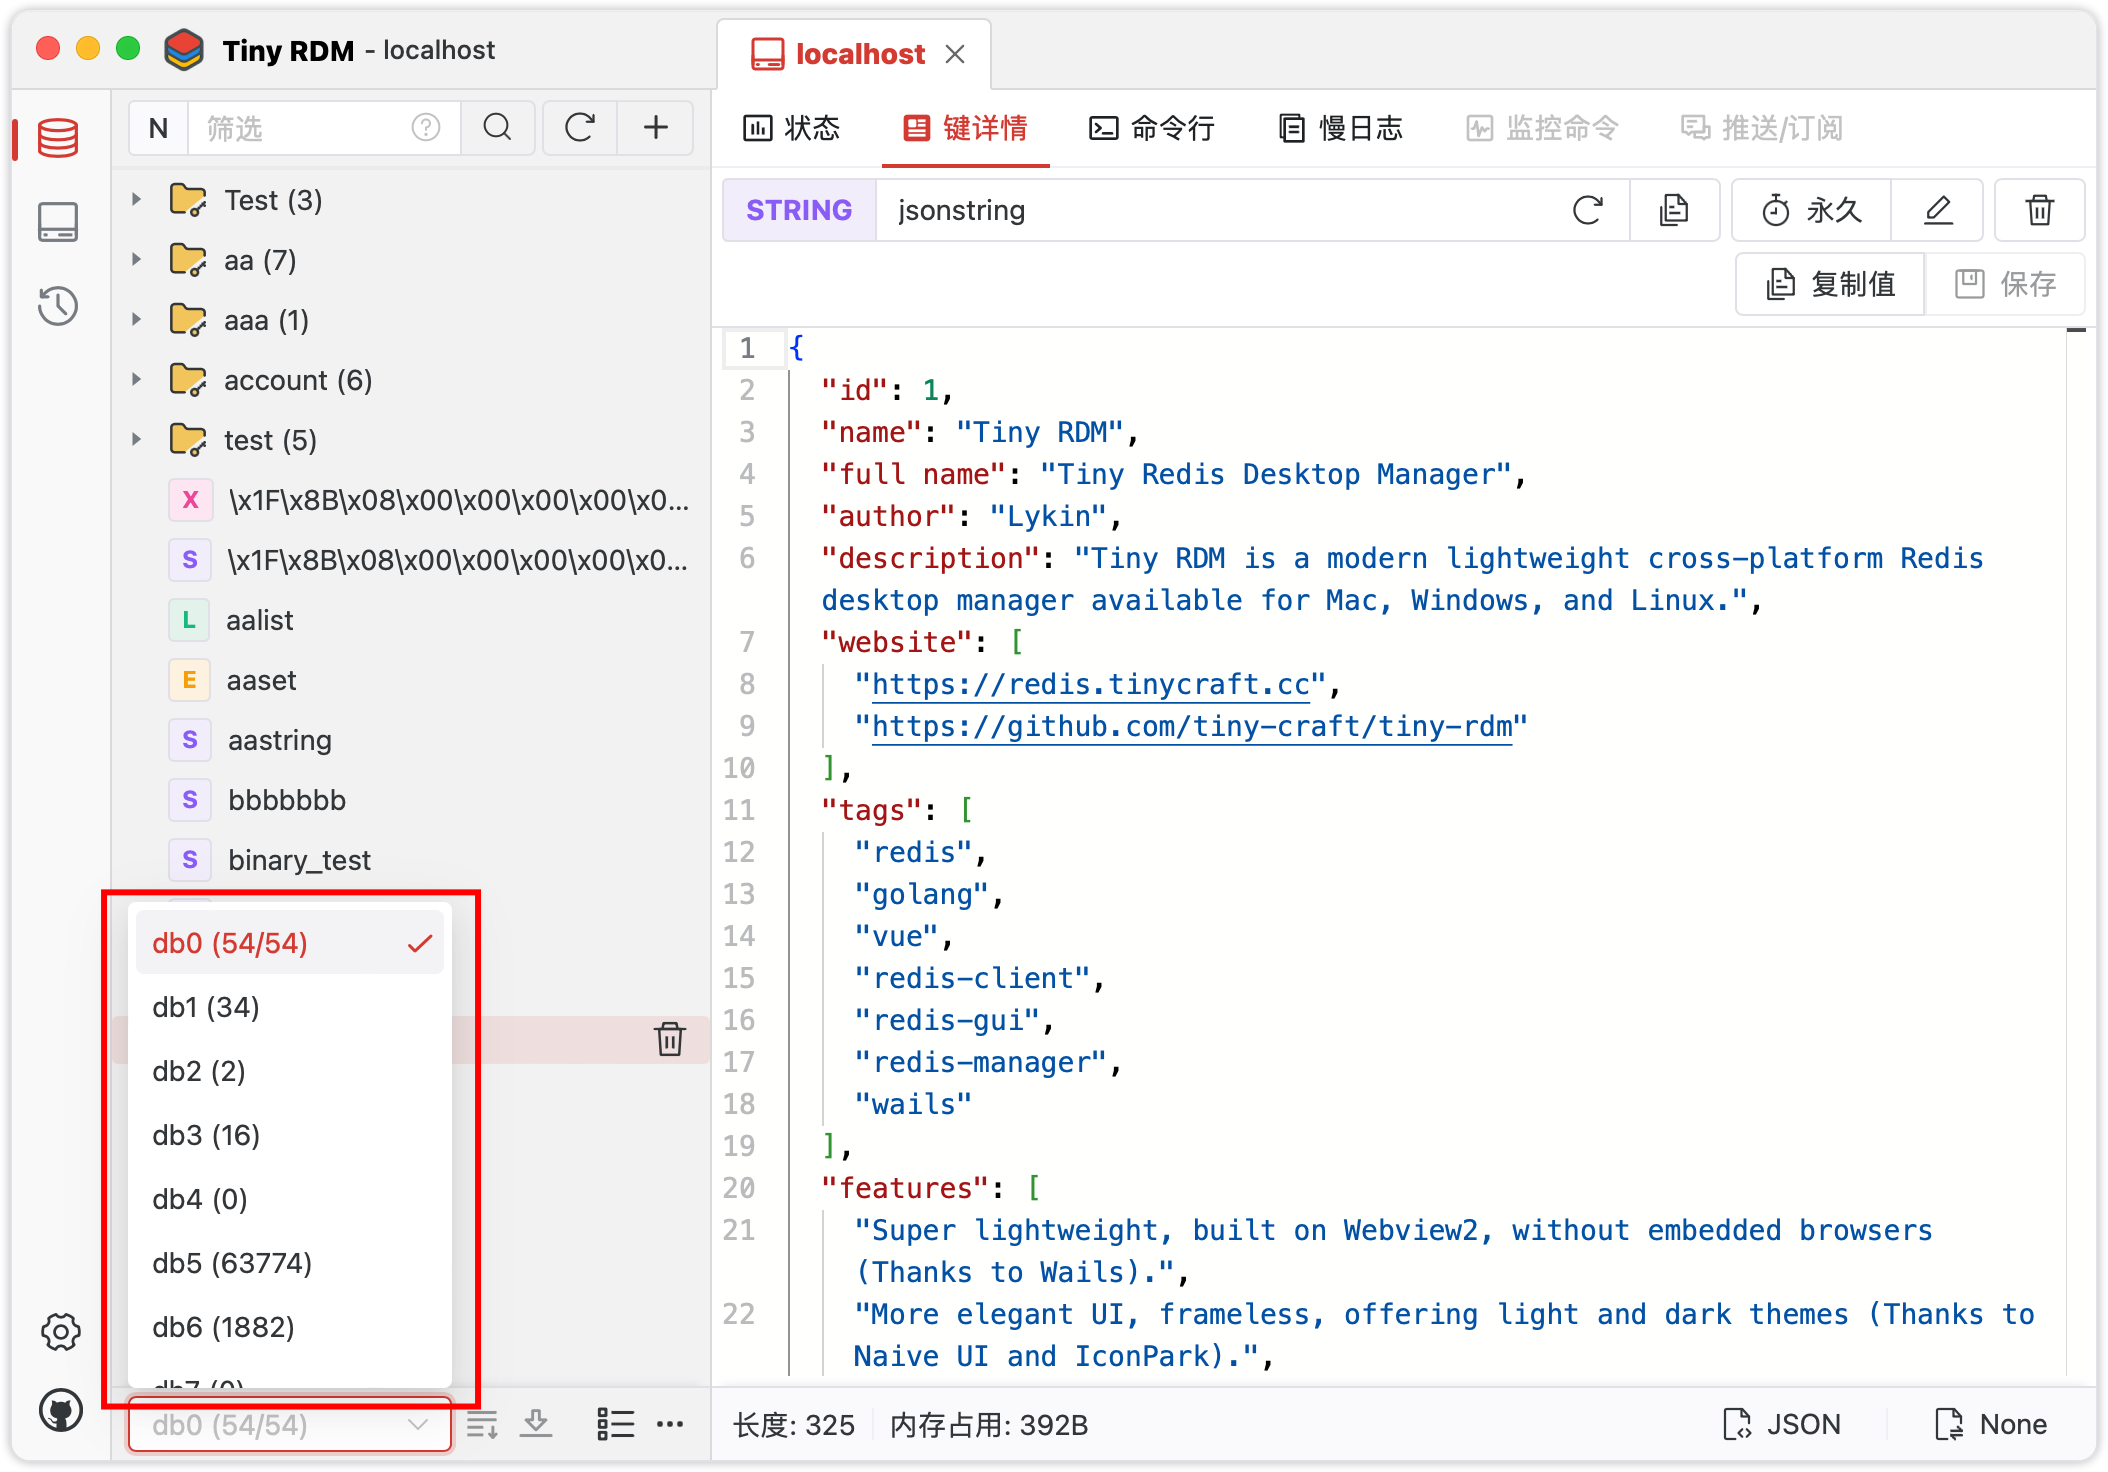 Tiny RDM - localhost
localhost
N 筛选
状态 键详情 命令行 慢日志 监控命令 推送/订阅
STRING jsonstring 永久
复制值 保存
Test (3)
aa (7)
aaa (1)
account (6)
test (5)
X \x1F\x8B\x08\x00\x00\x00\x00\x0...
S \x1F\x8B\x08\x00\x00\x00\x00\x0...
L aalist
E aaset
S aastring
S bbbbbbb
S binary_test
db0 (54/54)
db1 (34)
db2 (2)
db3 (16)
db4 (0)
db5 (63774)
db6 (1882)
db7 (0)
db0 (54/54)
1 {
2 "id": 1,
3 "name": "Tiny RDM",
4 "full name": "Tiny Redis Desktop Manager",
5 "author": "Lykin",
6 "description": "Tiny RDM is a modern lightweight cross-platform Redis
desktop manager available for Mac, Windows, and Linux.",
7 "website": [
8 "https://redis.tinycraft.cc",
9 "https://github.com/tiny-craft/tiny-rdm"
10 ],
11 "tags": [
12 "redis",
13 "golang",
14 "vue",
15 "redis-client",
16 "redis-gui",
17 "redis-manager",
18 "wails"
19 ],
20 "features": [
21 "Super lightweight, built on Webview2, without embedded browsers
(Thanks to Wails).",
22 "More elegant UI, frameless, offering light and dark themes (Thanks to
Naive UI and IconPark).",
长度: 325 内存占用: 392B JSON None